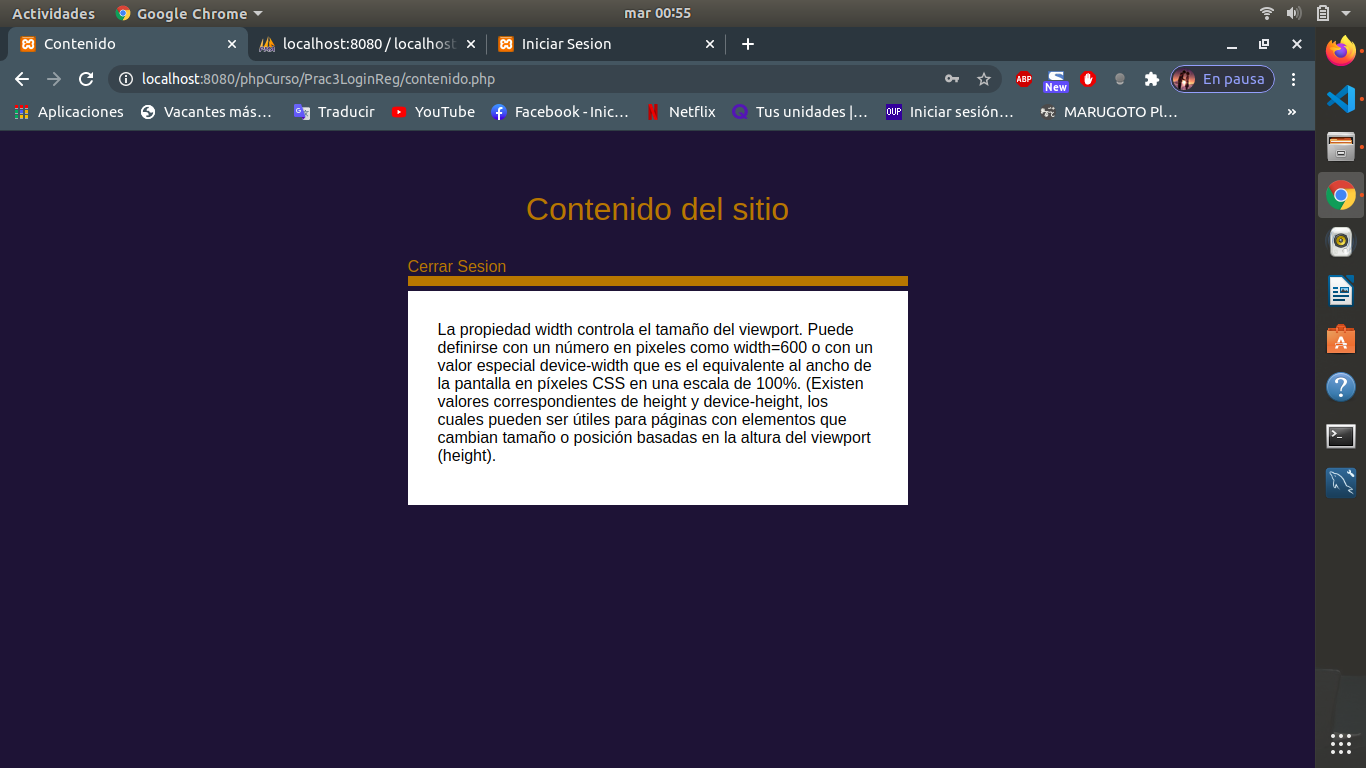 Actividades Google Chrome mar 00:55
Contenido localhost:8080 / localhost Iniciar Sesion
localhost:8080/phpCurso/Prac3LoginReg/contenido.php ABP New En pausa
Aplicaciones Vacantes más… Traducir YouTube Facebook - Inic… Netflix Tus unidades |… OUP Iniciar sesión… MARUGOTO Pl… »
Contenido del sitio
Cerrar Sesion
La propiedad width controla el tamaño del viewport. Puede
definirse con un número en pixeles como width=600 o con un
valor especial device-width que es el equivalente al ancho de
la pantalla en píxeles CSS en una escala de 100%. (Existen
valores correspondientes de height y device-height, los
cuales pueden ser útiles para páginas con elementos que
cambian tamaño o posición basadas en la altura del viewport
(height).